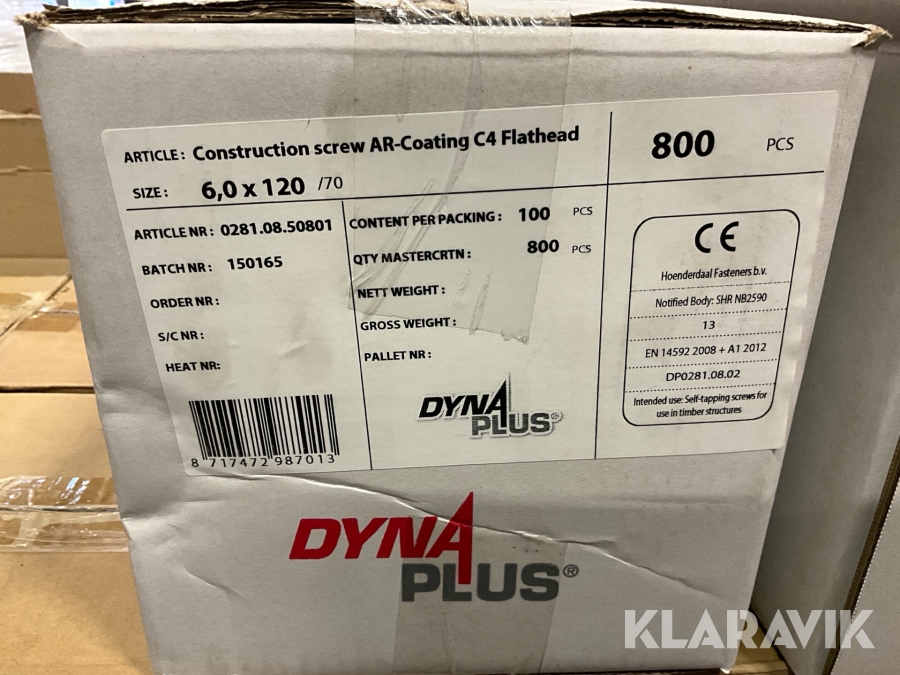 ARTICLE: Construction screw AR-Coating C4 Flathead
800 PCS
SIZE: 6,0 x 120 /70
ARTICLE NR: 0281.08.50801
BATCH NR: 150165
ORDER NR:
S/C NR:
HEAT NR:
8 717472 987013
CONTENT PER PACKING: 100 PCS
QTY MASTERCRTN: 800 PCS
NETT WEIGHT:
GROSS WEIGHT:
PALLET NR:
DYNA
PLUS®
CE
Hoenderdaal Fasteners b.v.
Notified Body: SHR NB2590
13
EN 14592 2008 + A1 2012
DP0281.08.02
Intended use: Self-tapping screws for
use in timber structures
DYNA
PLUS®
KLARAVIK